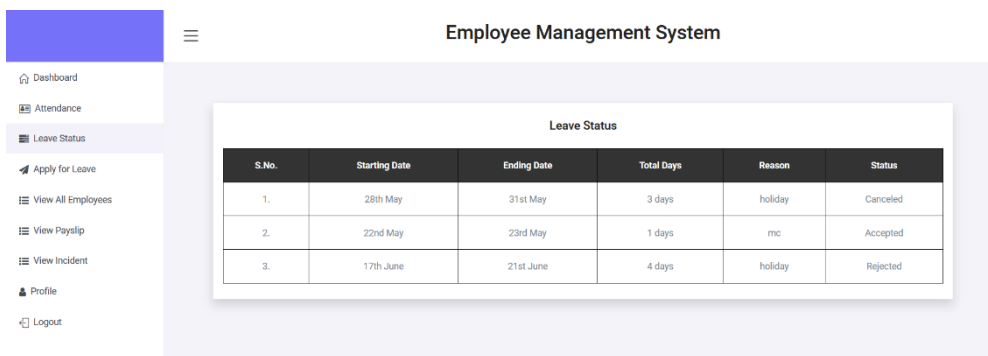 Employee Management System
Dashboard
Attendance
Leave Status
Apply for Leave
View All Employees
View Payslip
View Incident
Profile
Logout
Leave Status
S.No. Starting Date Ending Date Total Days Reason Status
1. 28th May 31st May 3 days holiday Canceled
2. 22nd May 23rd May 1 days mc Accepted
3. 17th June 21st June 4 days holiday Rejected